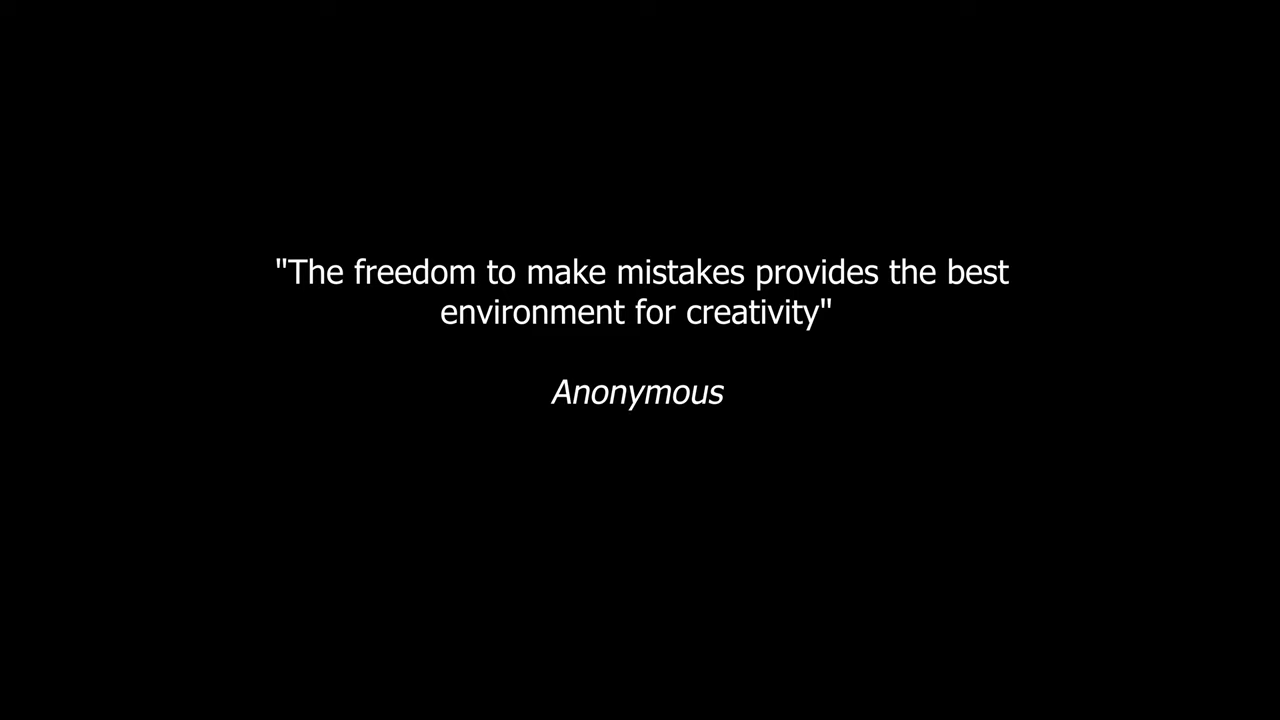 "The freedom to make mistakes provides the best
environment for creativity"
Anonymous